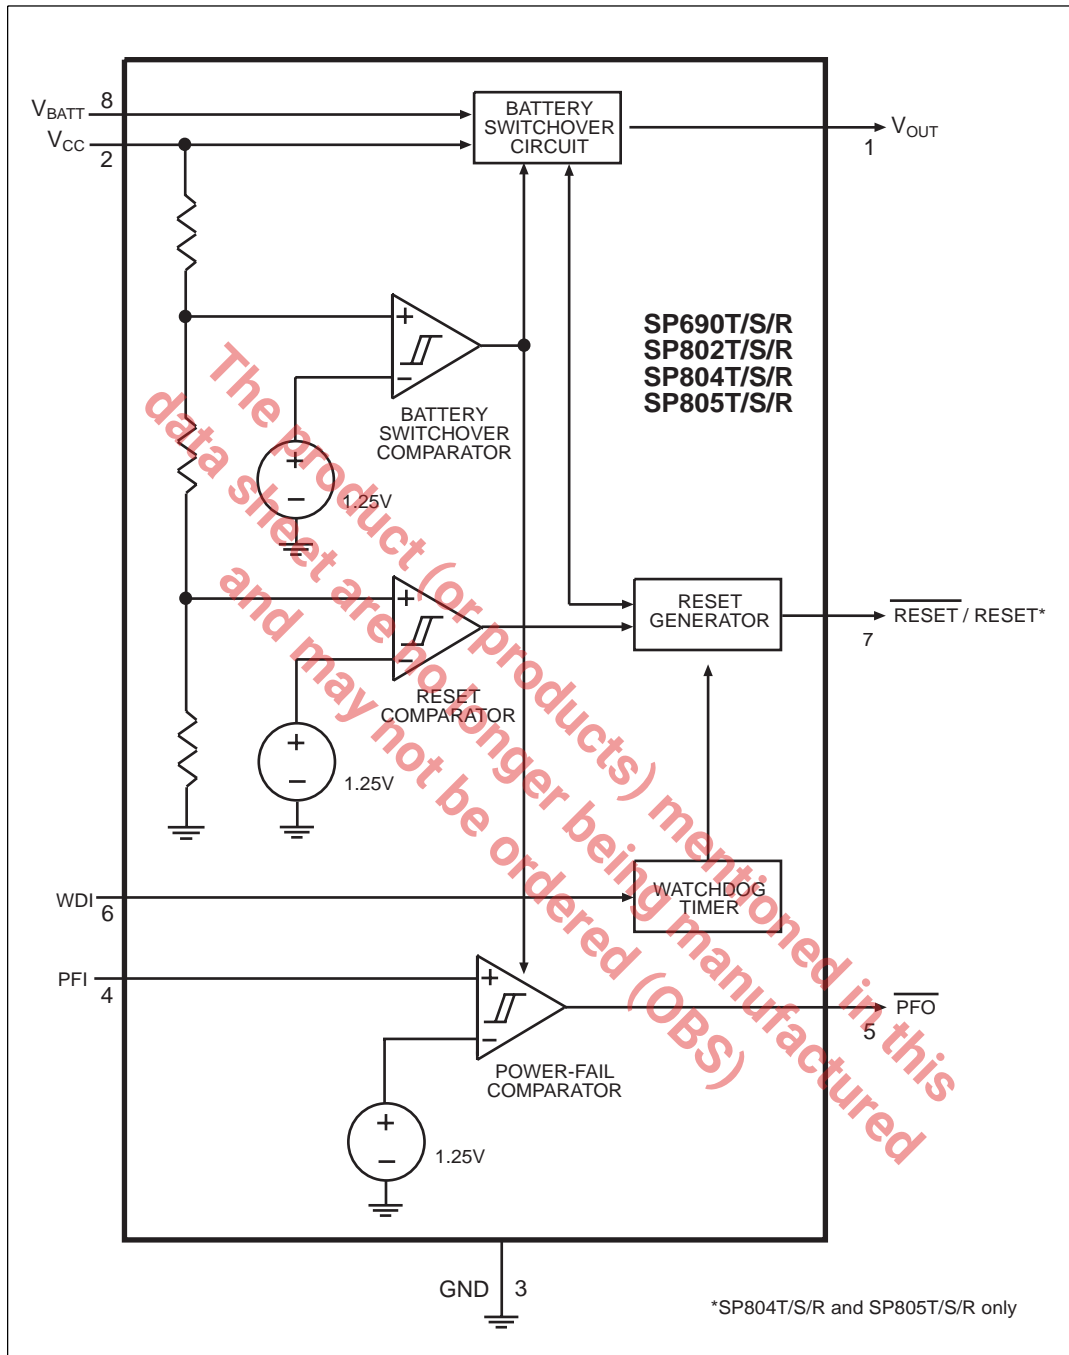 V_BATT 8
V_CC 2
BATTERY
SWITCHOVER
CIRCUIT
V_OUT
1
SP690T/S/R
SP802T/S/R
SP804T/S/R
SP805T/S/R
+
−
BATTERY
SWITCHOVER
COMPARATOR
+
−
1.25V
+
−
RESET
COMPARATOR
RESET
GENERATOR
RESET / RESET*
7
+
−
1.25V
WDI
6
WATCHDOG
TIMER
PFI
4
+
−
PFO
5
POWER-FAIL
COMPARATOR
+
−
1.25V
GND 3
*SP804T/S/R and SP805T/S/R only
The product (or products) mentioned in this
data sheet are no longer being manufactured
and may not be ordered (OBS)